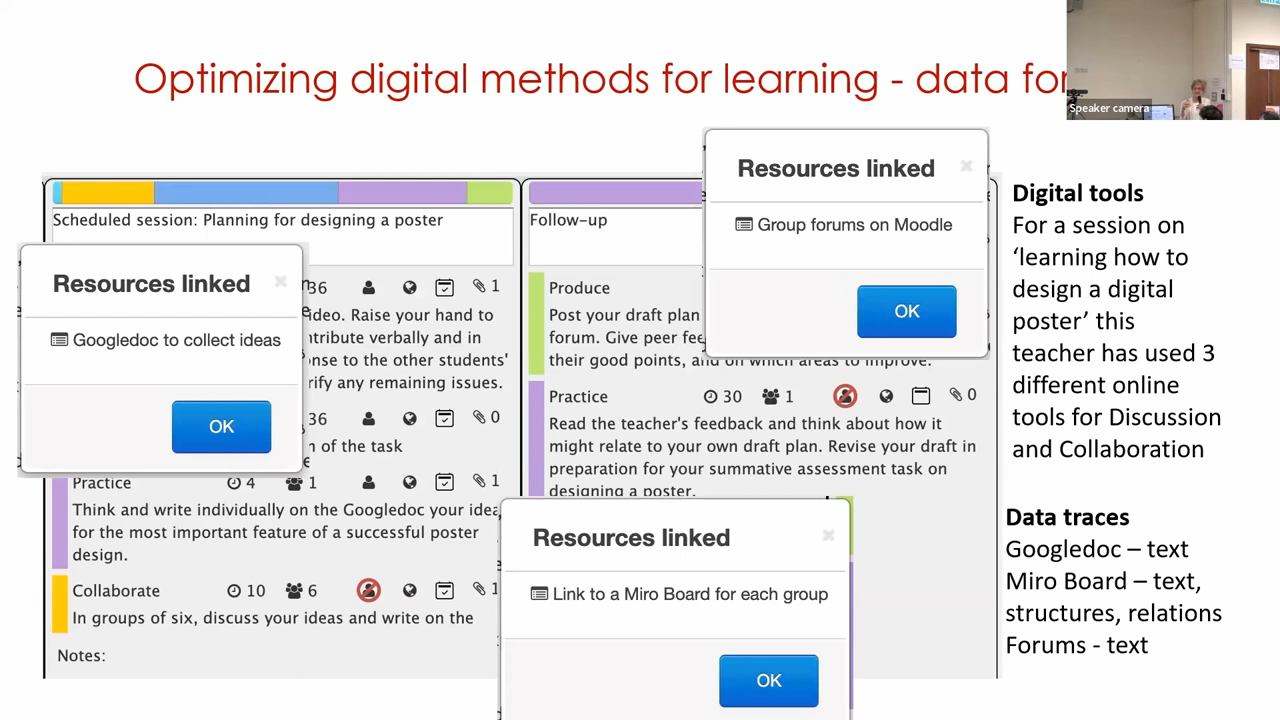 Optimizing digital methods for learning - data for
Speaker camera
Scheduled session: Planning for designing a poster
36 1
ideo. Raise your hand to
ntribute verbally and in
nse to the other students'
rify any remaining issues.
36 0
n of the task
Practice 4 1 1
Think and write individually on the Googledoc your idea
for the most important feature of a successful poster
design.
Collaborate 10 6 1
In groups of six, discuss your ideas and write on the
Notes:
Resources linked
Googledoc to collect ideas
OK
Follow-up
Produce
Post your draft plan
forum. Give peer fee
their good points, and on which areas to improve.
Practice 30 1 0
Read the teacher's feedback and think about how it
might relate to your own draft plan. Revise your draft in
preparation for your summative assessment task on
designing a poster.
Resources linked
Group forums on Moodle
OK
Resources linked
Link to a Miro Board for each group
OK
Digital tools
For a session on
‘learning how to
design a digital
poster’ this
teacher has used 3
different online
tools for Discussion
and Collaboration
Data traces
Googledoc – text
Miro Board – text,
structures, relations
Forums - text